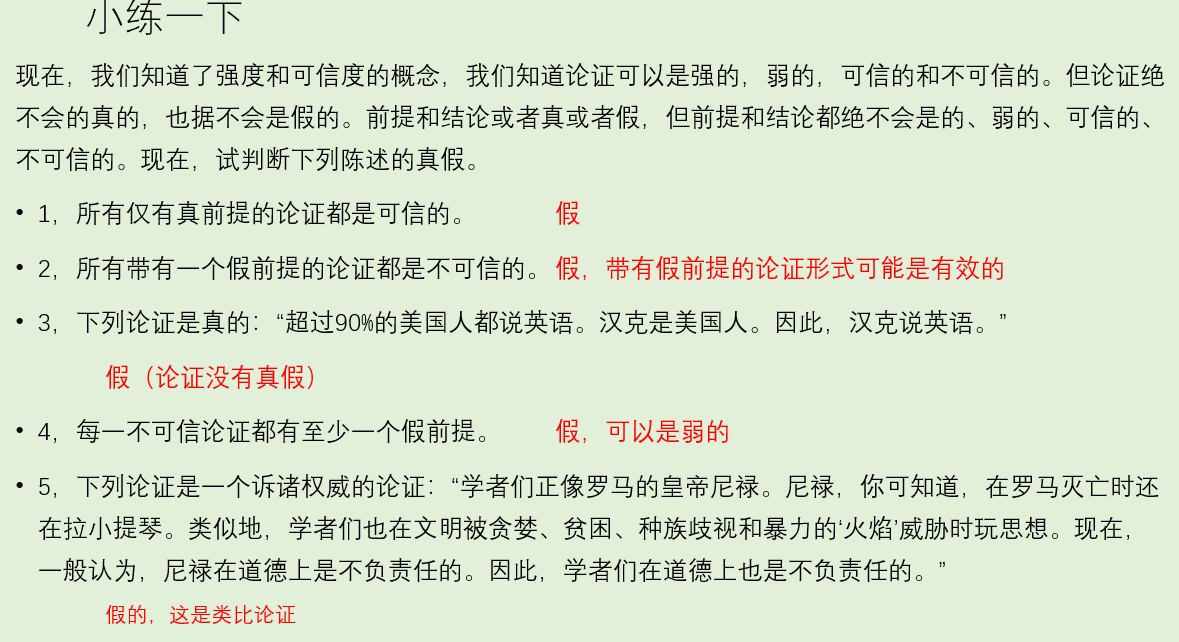 小练一下
现在，我们知道了强度和可信度的概念，我们知道论证可以是强的，弱的，可信的和不可信的。但论证绝
不会的真的，也据不会是假的。前提和结论或者真或者假，但前提和结论都绝不会是的、弱的、可信的、
不可信的。现在，试判断下列陈述的真假。
• 1，所有仅有真前提的论证都是可信的。 假
• 2，所有带有一个假前提的论证都是不可信的。 假，带有假前提的论证形式可能是有效的
• 3，下列论证是真的：“超过90%的美国人都说英语。汉克是美国人。因此，汉克说英语。”
假（论证没有真假）
• 4，每一不可信论证都有至少一个假前提。 假，可以是弱的
• 5，下列论证是一个诉诸权威的论证：“学者们正像罗马的皇帝尼禄。尼禄，你可知道，在罗马灭亡时还
在拉小提琴。类似地，学者们也在文明被贪婪、贫困、种族歧视和暴力的‘火焰’威胁时玩思想。现在，
一般认为，尼禄在道德上是不负责任的。因此，学者们在道德上也是不负责任的。”
假的，这是类比论证